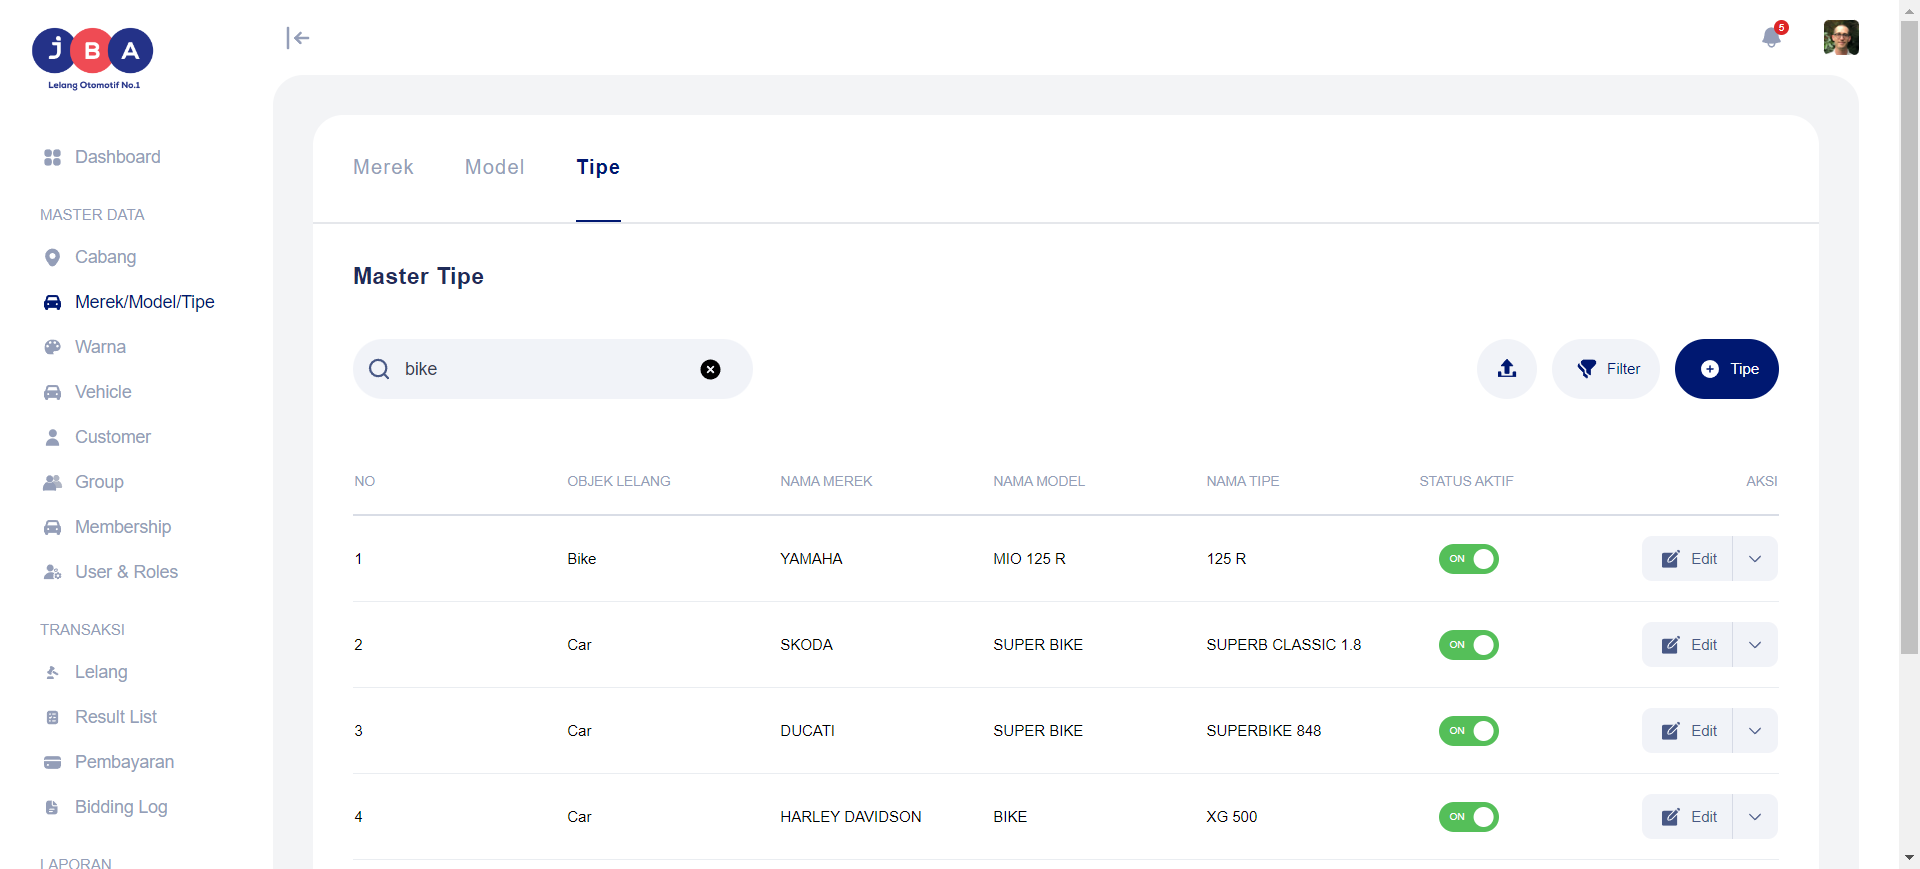 JBA
Lelang Otomotif No.1
5
Dashboard
MASTER DATA
Cabang
Merek/Model/Tipe
Warna
Vehicle
Customer
Group
Membership
User & Roles
TRANSAKSI
Lelang
Result List
Pembayaran
Bidding Log
LAPORAN
Merek Model Tipe
Master Tipe
bike
Filter
Tipe
NO OBJEK LELANG NAMA MEREK NAMA MODEL NAMA TIPE STATUS AKTIF AKSI
1 Bike YAMAHA MIO 125 R 125 R ON Edit
2 Car SKODA SUPER BIKE SUPERB CLASSIC 1.8 ON Edit
3 Car DUCATI SUPER BIKE SUPERBIKE 848 ON Edit
4 Car HARLEY DAVIDSON BIKE XG 500 ON Edit